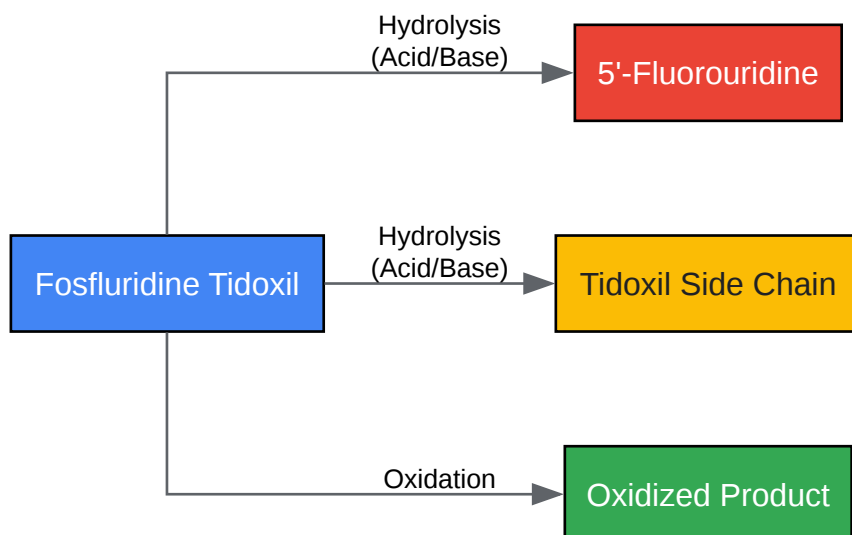 Hydrolysis
(Acid/Base)
5'-Fluorouridine
Hydrolysis
(Acid/Base)
Fosfluridine Tidoxil
Tidoxil Side Chain
Oxidation
Oxidized Product